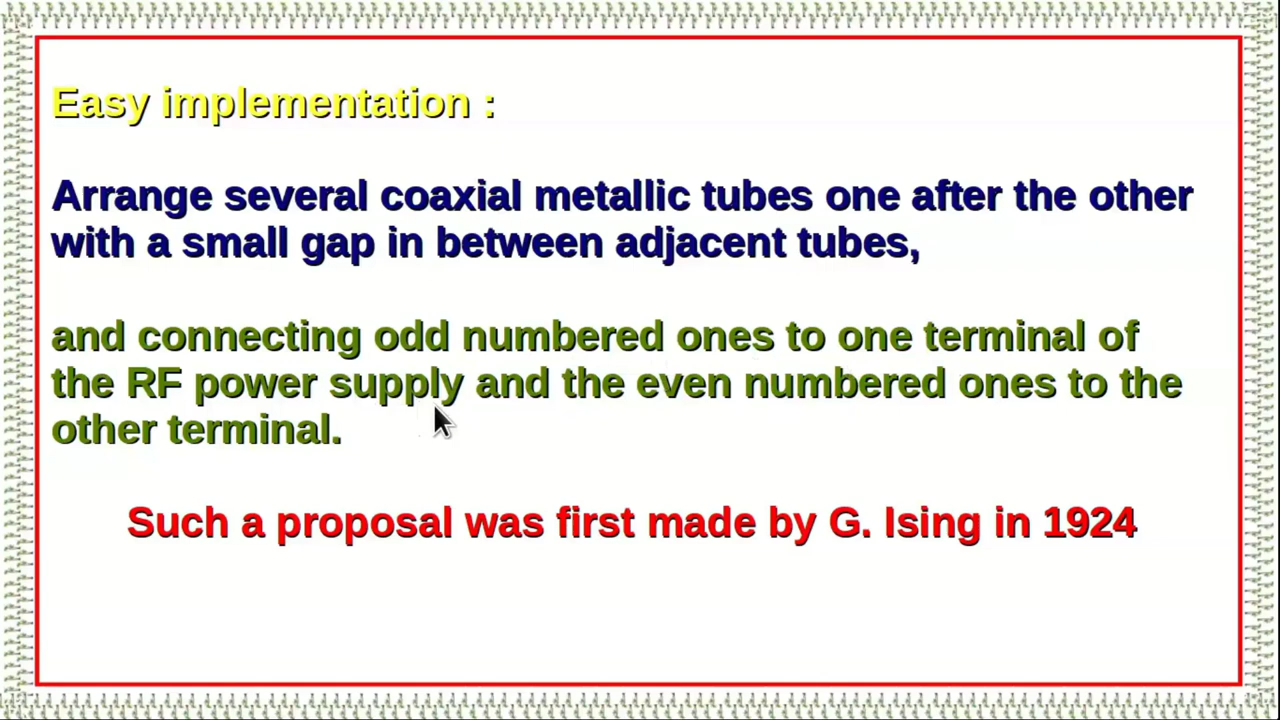 Easy implementation :
Arrange several coaxial metallic tubes one after the other
with a small gap in between adjacent tubes,
and connecting odd numbered ones to one terminal of
the RF power supply and the even numbered ones to the
other terminal.
Such a proposal was first made by G. Ising in 1924